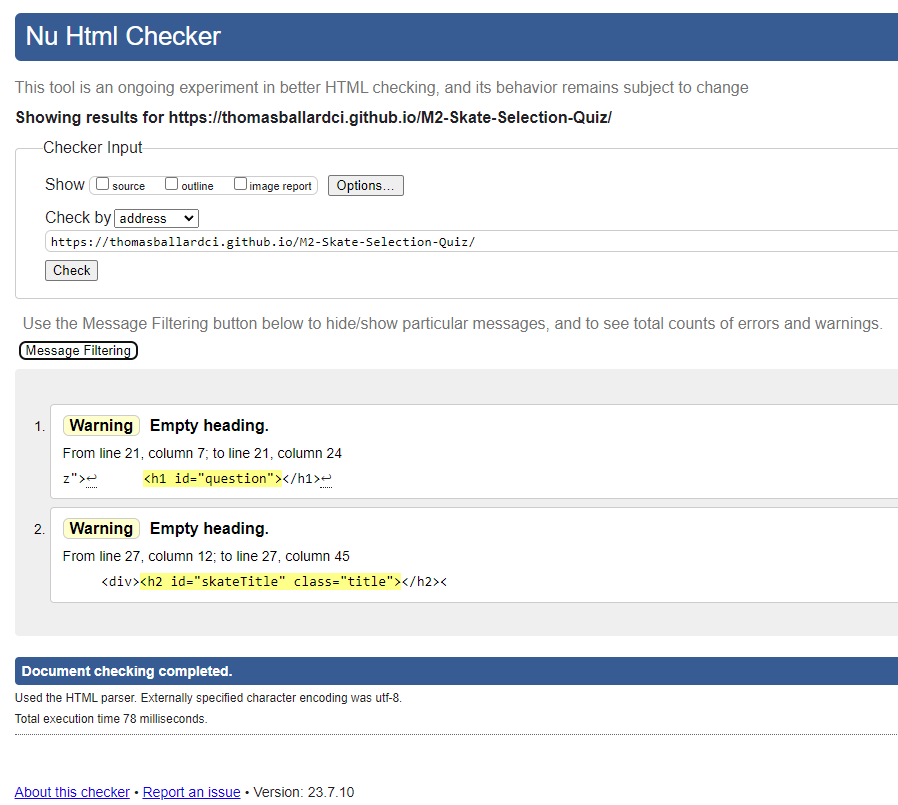 Nu Html Checker
This tool is an ongoing experiment in better HTML checking, and its behavior remains subject to change
Showing results for https://thomasballardci.github.io/M2-Skate-Selection-Quiz/
Checker Input
Show source outline image report Options...
Check by address
https://thomasballardci.github.io/M2-Skate-Selection-Quiz/
Check
Use the Message Filtering button below to hide/show particular messages, and to see total counts of errors and warnings.
Message Filtering
1. Warning Empty heading.
From line 21, column 7; to line 21, column 24
z">↩ <h1 id="question"></h1>↩
2. Warning Empty heading.
From line 27, column 12; to line 27, column 45
<div><h2 id="skateTitle" class="title"></h2><
Document checking completed.
Used the HTML parser. Externally specified character encoding was utf-8.
Total execution time 78 milliseconds.
About this checker • Report an issue • Version: 23.7.10